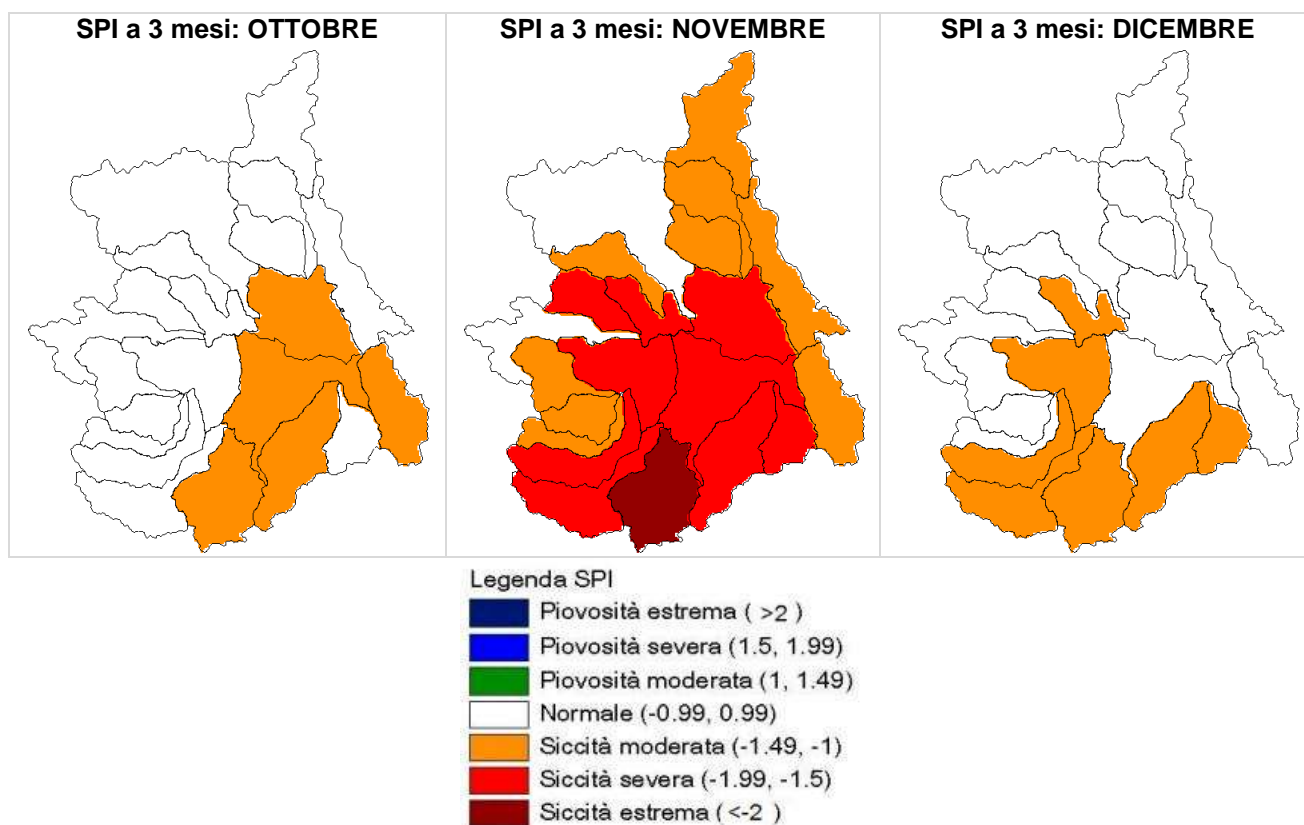 SPI a 3 mesi: OTTOBRE
SPI a 3 mesi: NOVEMBRE
SPI a 3 mesi: DICEMBRE
Legenda SPI
Piovosità estrema ( >2 )
Piovosità severa (1.5, 1.99)
Piovosità moderata (1, 1.49)
Normale (-0.99, 0.99)
Siccità moderata (-1.49, -1)
Siccità severa (-1.99, -1.5)
Siccità estrema ( <-2 )